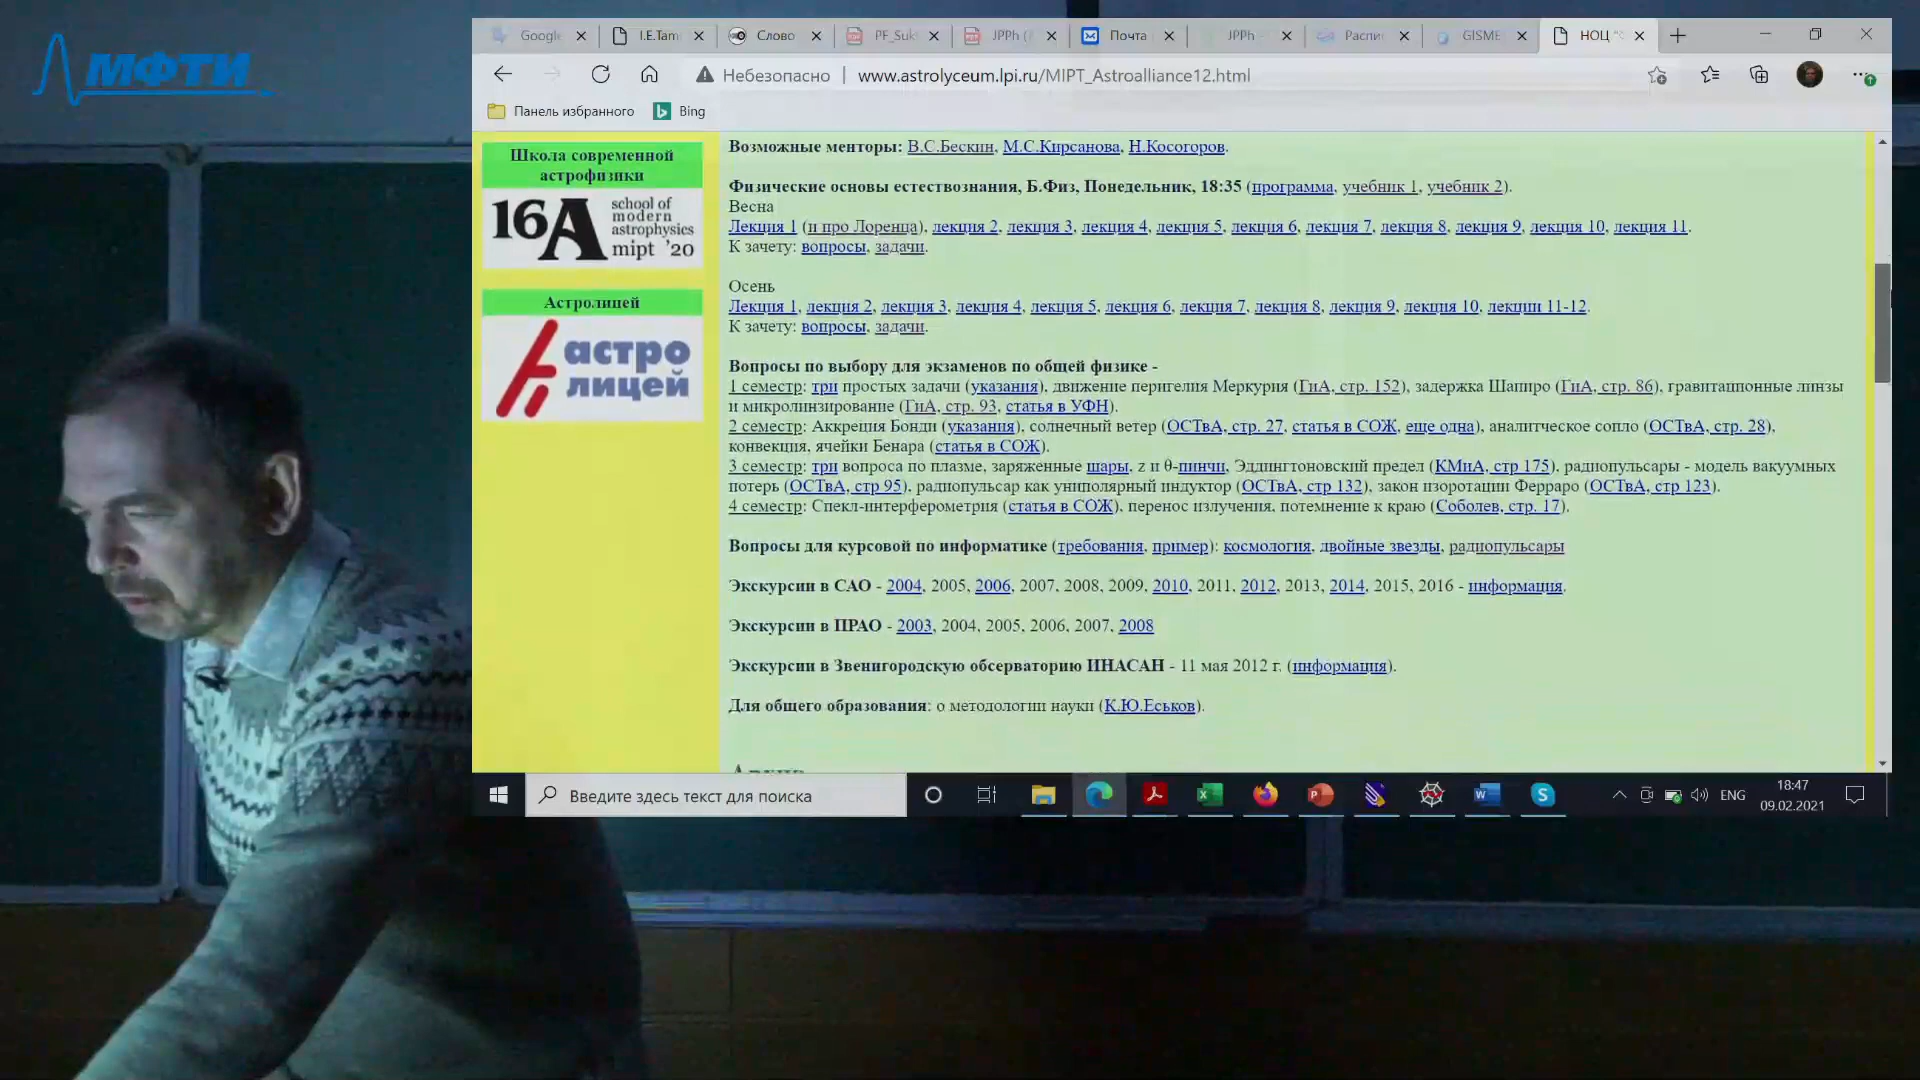 МФТИ
Google
I.E.Tam
Слово
PF_Suk
JPPh (
Почта
JPPh -
Распи
GISME
НОЦ "
Небезопасно | www.astrolyceum.lpi.ru/MIPT_Astroalliance12.html
Панель избранного Bing
Школа современной
астрофизики
16A school of
modern
astrophysics
mipt '20
Астролицей
астро
лицей
Возможные менторы: В.С.Бескин, М.С.Кирсанова, Н.Косогоров.
Физические основы естествознания, Б.Физ, Понедельник, 18:35 (программа, учебник 1, учебник 2).
Весна
Лекция 1 (и про Лоренца), лекция 2, лекция 3, лекция 4, лекция 5, лекция 6, лекция 7, лекция 8, лекция 9, лекция 10, лекция 11.
К зачету: вопросы, задачи.
Осень
Лекция 1, лекция 2, лекция 3, лекция 4, лекция 5, лекция 6, лекция 7, лекция 8, лекция 9, лекция 10, лекции 11-12.
К зачету: вопросы, задачи.
Вопросы по выбору для экзаменов по общей физике -
1 семестр: три простых задачи (указания), движение перигелия Меркурия (ГиА, стр. 152), задержка Шапиро (ГиА, стр. 86), гравитационные линзы
и микролинзирование (ГиА, стр. 93, статья в УФН).
2 семестр: Аккреция Бонди (указания), солнечный ветер (ОСТвА, стр. 27, статья в СОЖ, еще одна), аналитческое сопло (ОСТвА, стр. 28),
конвекция, ячейки Бенара (статья в СОЖ).
3 семестр: три вопроса по плазме, заряженные шары, z и θ-пинчи, Эддингтоновский предел (КМиА, стр 175), радиопульсары - модель вакуумных
потерь (ОСТвА, стр 95), радиопульсар как униполярный индуктор (ОСТвА, стр 132), закон изоротации Ферраро (ОСТвА, стр 123).
4 семестр: Спекл-интерферометрия (статья в СОЖ), перенос излучения, потемнение к краю (Соболев, стр. 17).
Вопросы для курсовой по информатике (требования, пример): космология, двойные звезды, радиопульсары
Экскурсии в САО - 2004, 2005, 2006, 2007, 2008, 2009, 2010, 2011, 2012, 2013, 2014, 2015, 2016 - информация.
Экскурсии в ПРАО - 2003, 2004, 2005, 2006, 2007, 2008
Экскурсии в Звенигородскую обсерваторию ИНАСАН - 11 мая 2012 г. (информация).
Для общего образования: о методологии науки (К.Ю.Еськов).
Введите здесь текст для поиска
ENG
18:47
09.02.2021